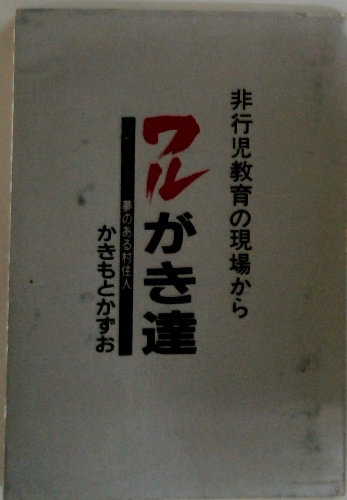 非行児教育の現場から
ワルがき達
夢のある村住人
かきもとかずお